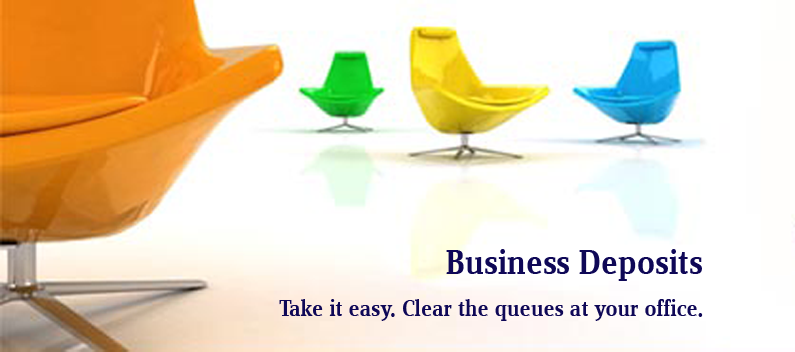 Business Deposits
Take it easy. Clear the queues at your office.